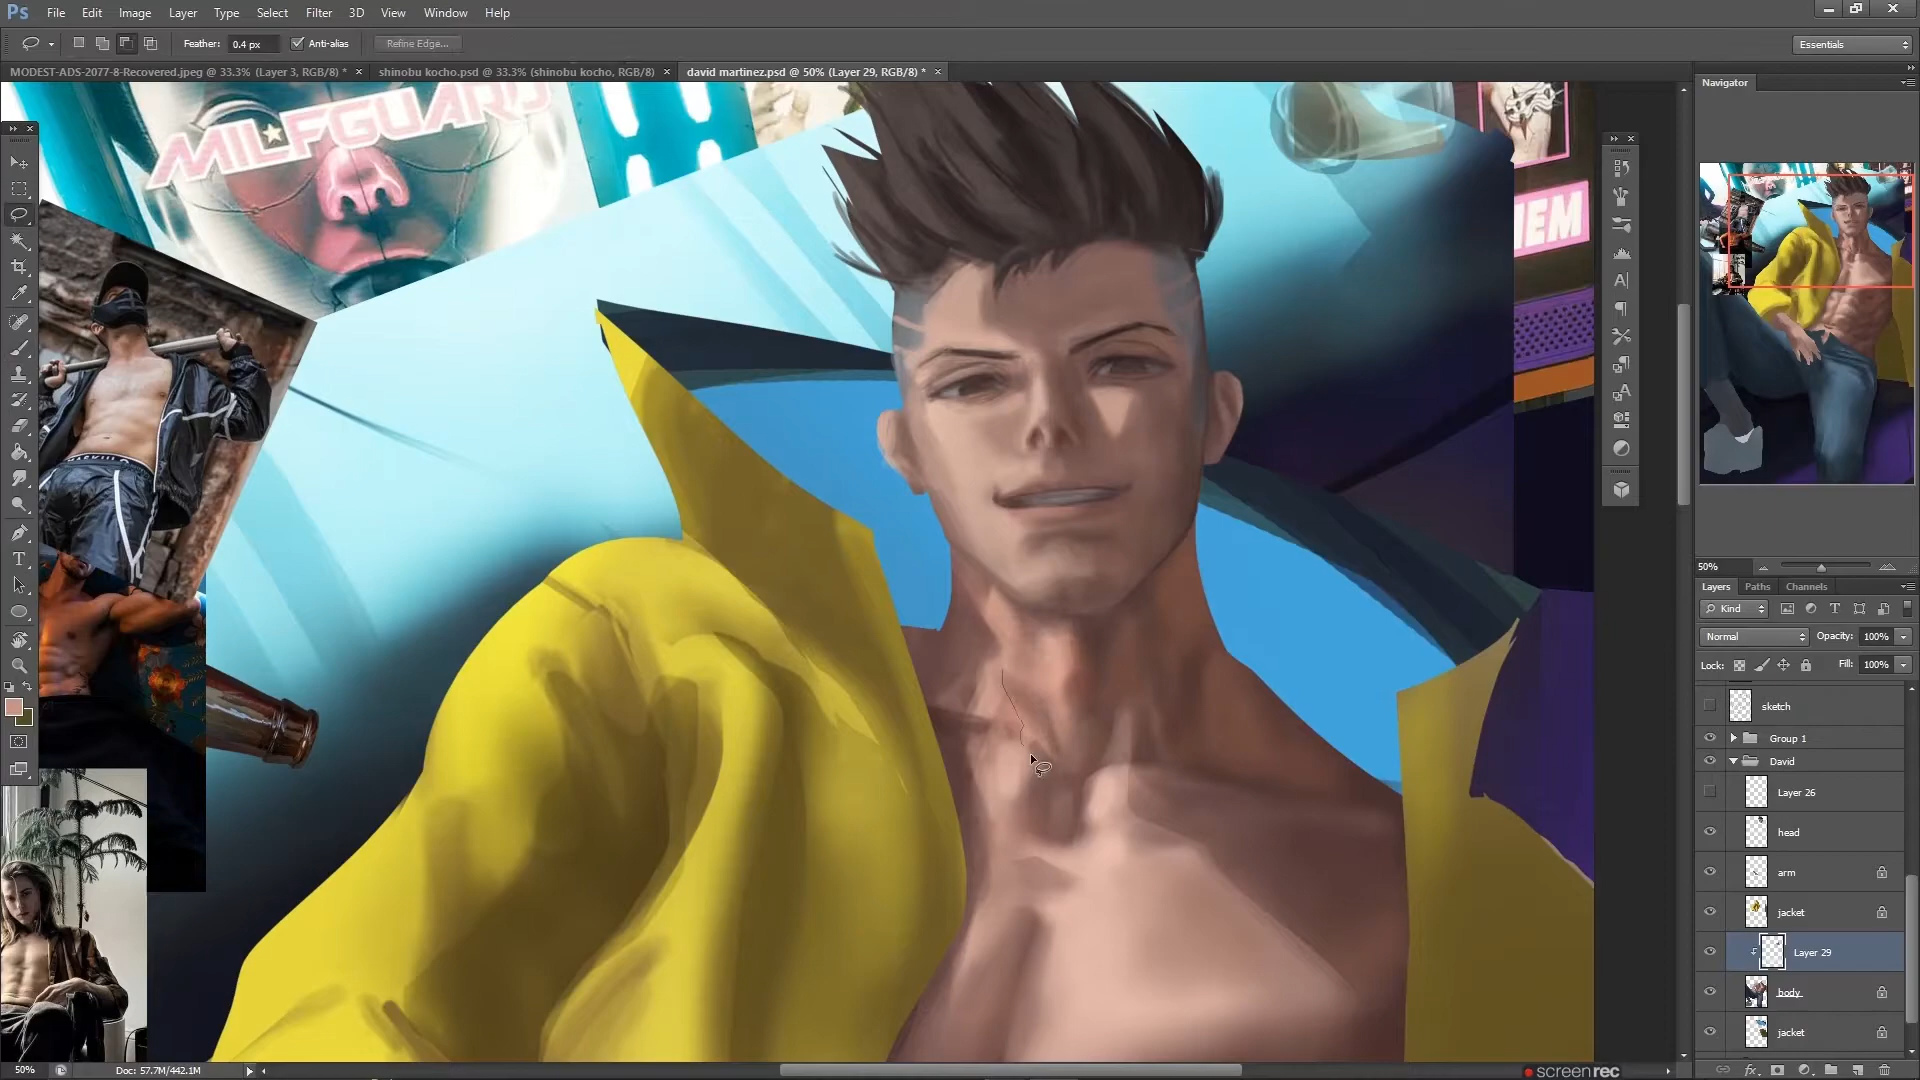 Ps File Edit Image Layer Type Select Filter 3D View Window Help
Feather: 0.4 px Anti-alias Refine Edge... Essentials
MODEST-ADS-2077-8-Recovered.jpeg @ 33.3% (Layer 3, RGB/8) * × shinobu kocho.psd @ 33.3% (shinobu kocho, RGB/8) × david martinez.psd @ 50% (Layer 29, RGB/8) * ×
Navigator
MILFGUARD
50%
Layers Paths Channels
Kind
Normal Opacity: 100%
Lock: Fill: 100%
sketch
Group 1
David
Layer 26
head
arm
jacket
Layer 29
body
jacket
50% Doc: 57.7M/442.1M
screenrec